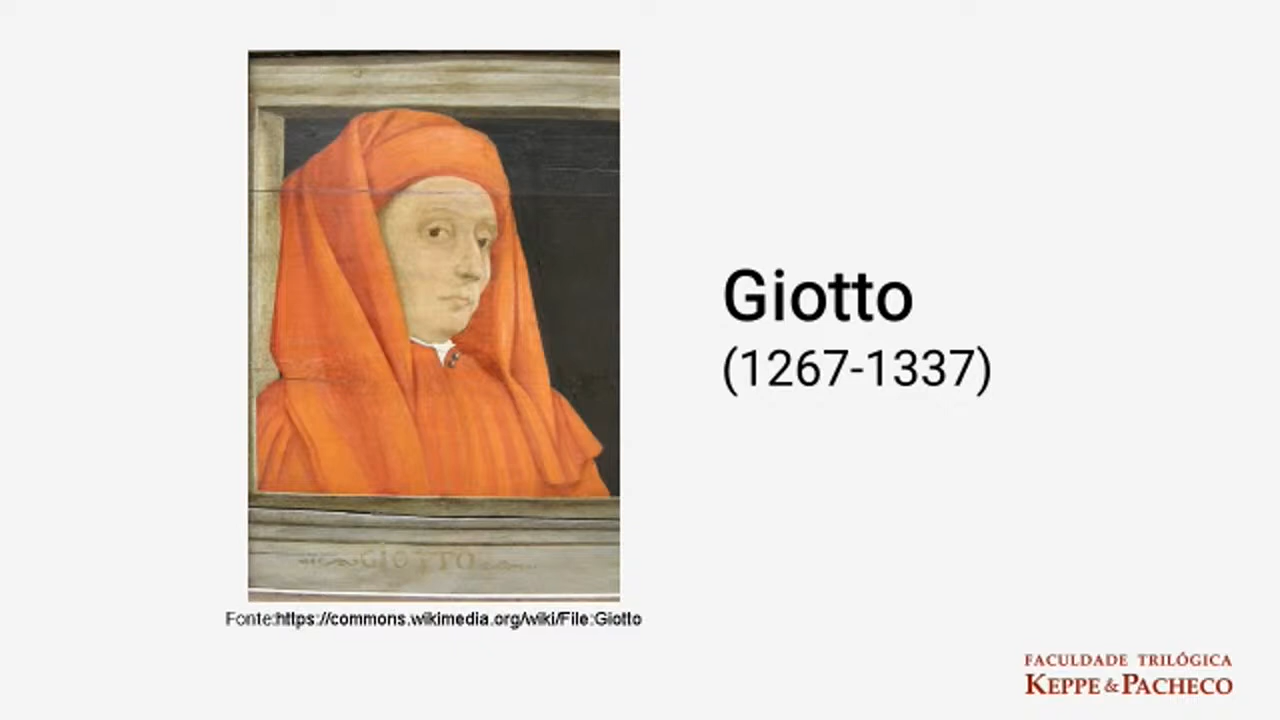 Giotto
(1267-1337)
GIOTTO
Fonte:https://commons.wikimedia.org/wiki/File:Giotto
FACULDADE TRILÓGICA
KEPPE & PACHECO